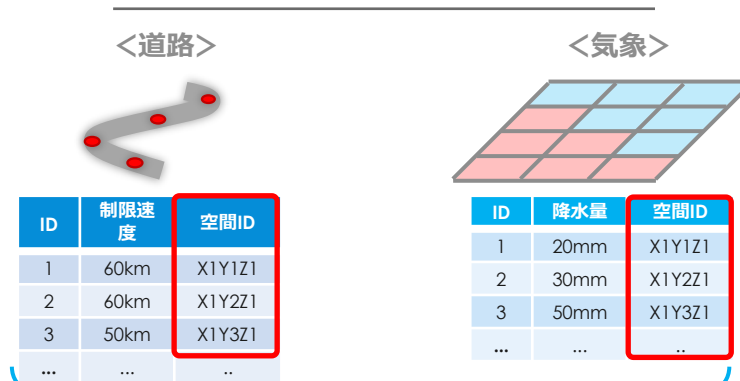 ＜道路＞
＜気象＞
ID 制限速度 空間ID
1 60km X1Y1Z1
2 60km X1Y2Z1
3 50km X1Y3Z1
... ... ..
ID 降水量 空間ID
1 20mm X1Y1Z1
2 30mm X1Y2Z1
3 50mm X1Y3Z1
... ... ..